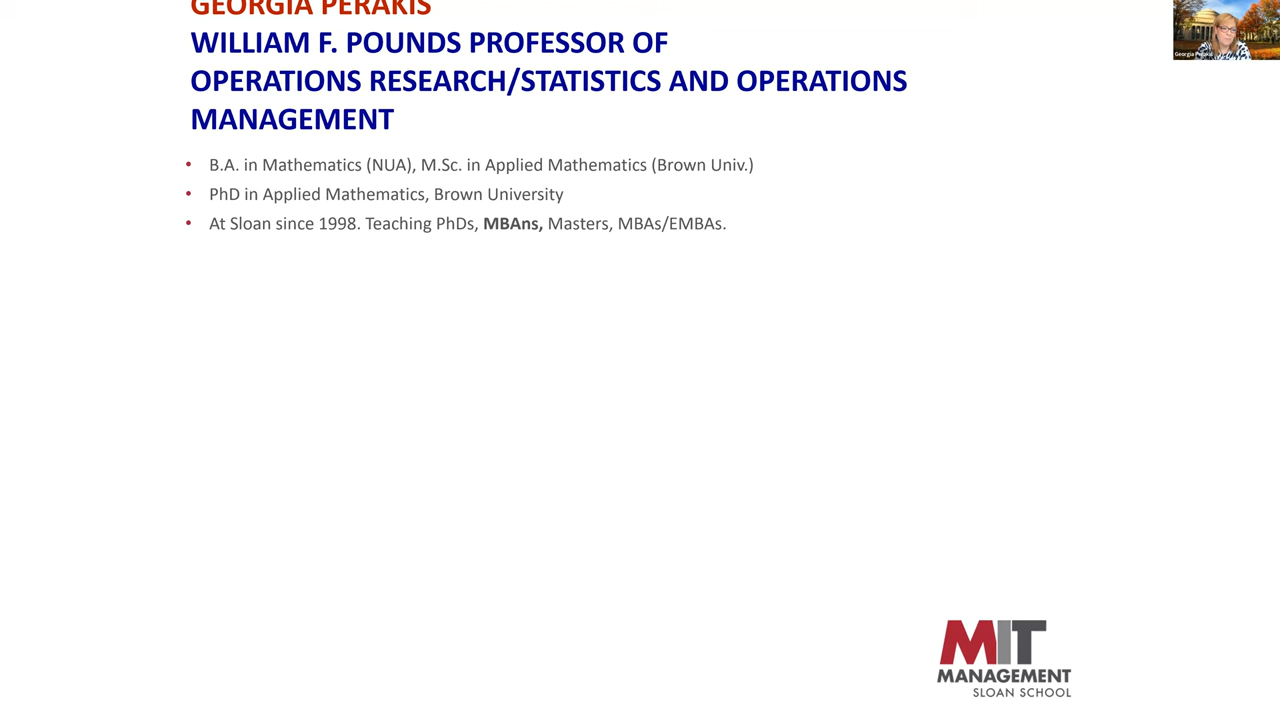 GEORGIA PERAKIS
WILLIAM F. POUNDS PROFESSOR OF
OPERATIONS RESEARCH/STATISTICS AND OPERATIONS
MANAGEMENT
• B.A. in Mathematics (NUA), M.Sc. in Applied Mathematics (Brown Univ.)
• PhD in Applied Mathematics, Brown University
• At Sloan since 1998. Teaching PhDs, MBAns, Masters, MBAs/EMBAs.
Georgia Perakis
MIT
MANAGEMENT
SLOAN SCHOOL